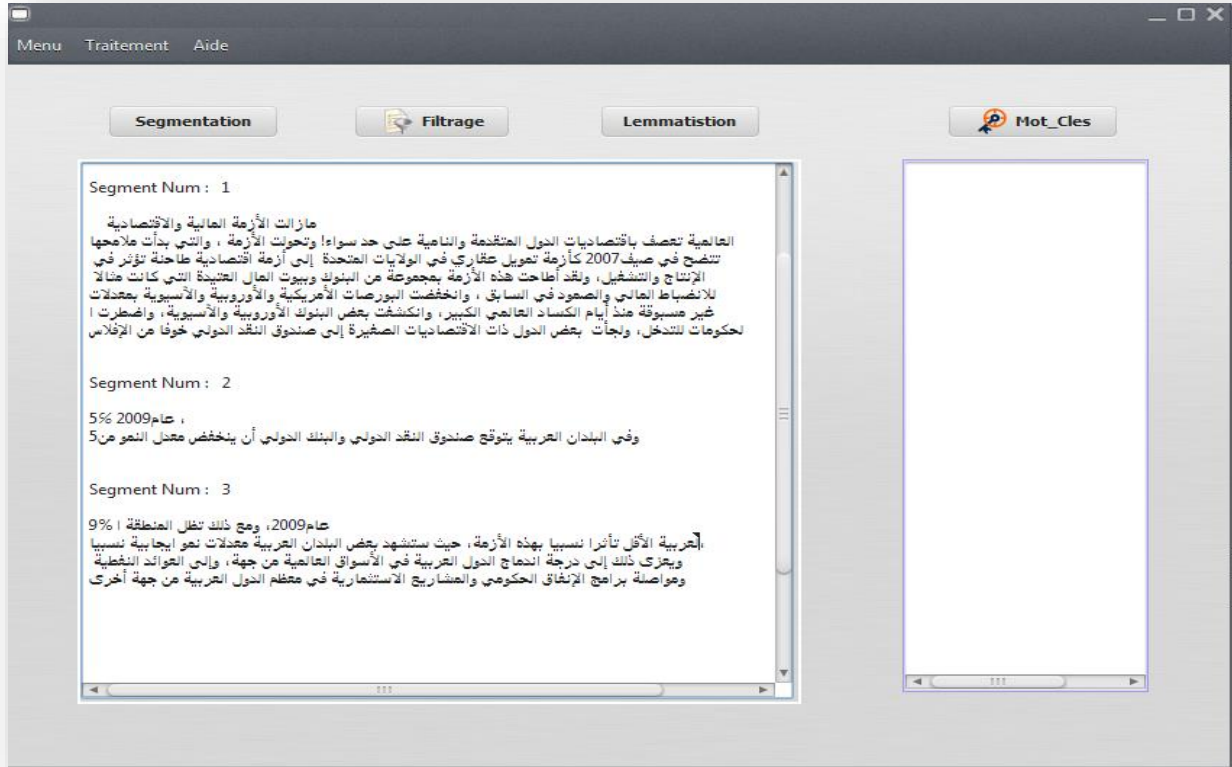 Menu Traitement Aide
Segmentation Filtrage Lemmatistion Mot_Cles
Segment Num : 1
مازالت الأزمة المالية والاقتصادية
العالمية تعصف باقتصاديات الدول المتقدمة والنامية على حد سواء! وتحولت الأزمة ، والتي بدأت ملامحها
تتضح في صيف2007 كأزمة تمويل عقاري في الولايات المتحدة إلى أزمة اقتصادية طاحنة تؤثر في
الإنتاج والتشغيل، ولقد أطاحت هذه الأزمة بمجموعة من البنوك وبيوت المال العتيدة التي كانت مثالا
للانضباط المالي والصمود في السابق ، وانخفضت البورصات الأمريكية والأوروبية والآسيوية بمعدلات
غير مسبوقة منذ أيام الكساد العالمي الكبير، وانكشفت بعض البنوك الأوروبية والآسيوية، واضطرت ا
لحكومات للتدخل، ولجأت بعض الدول ذات الاقتصاديات الصغيرة إلى صندوق النقد الدولي خوفا من الإفلاس
Segment Num : 2
5% عام2009 ،
وفي البلدان العربية يتوقع صندوق النقد الدولي والبنك الدولي أن ينخفض معدل النمو من5
Segment Num : 3
9% عام2009، ومع ذلك تظل المنطقة ا
لعربية الأقل تأثرا نسبيا بهذه الأزمة، حيث ستشهد بعض البلدان العربية معدلات نمو ايجابية نسبيا،
ويعزى ذلك إلى درجة اندماج الدول العربية في الأسواق العالمية من جهة، وإلى العوائد النفطية
ومواصلة برامج الإنفاق الحكومي والمشاريع الاستثمارية في معظم الدول العربية من جهة أخرى